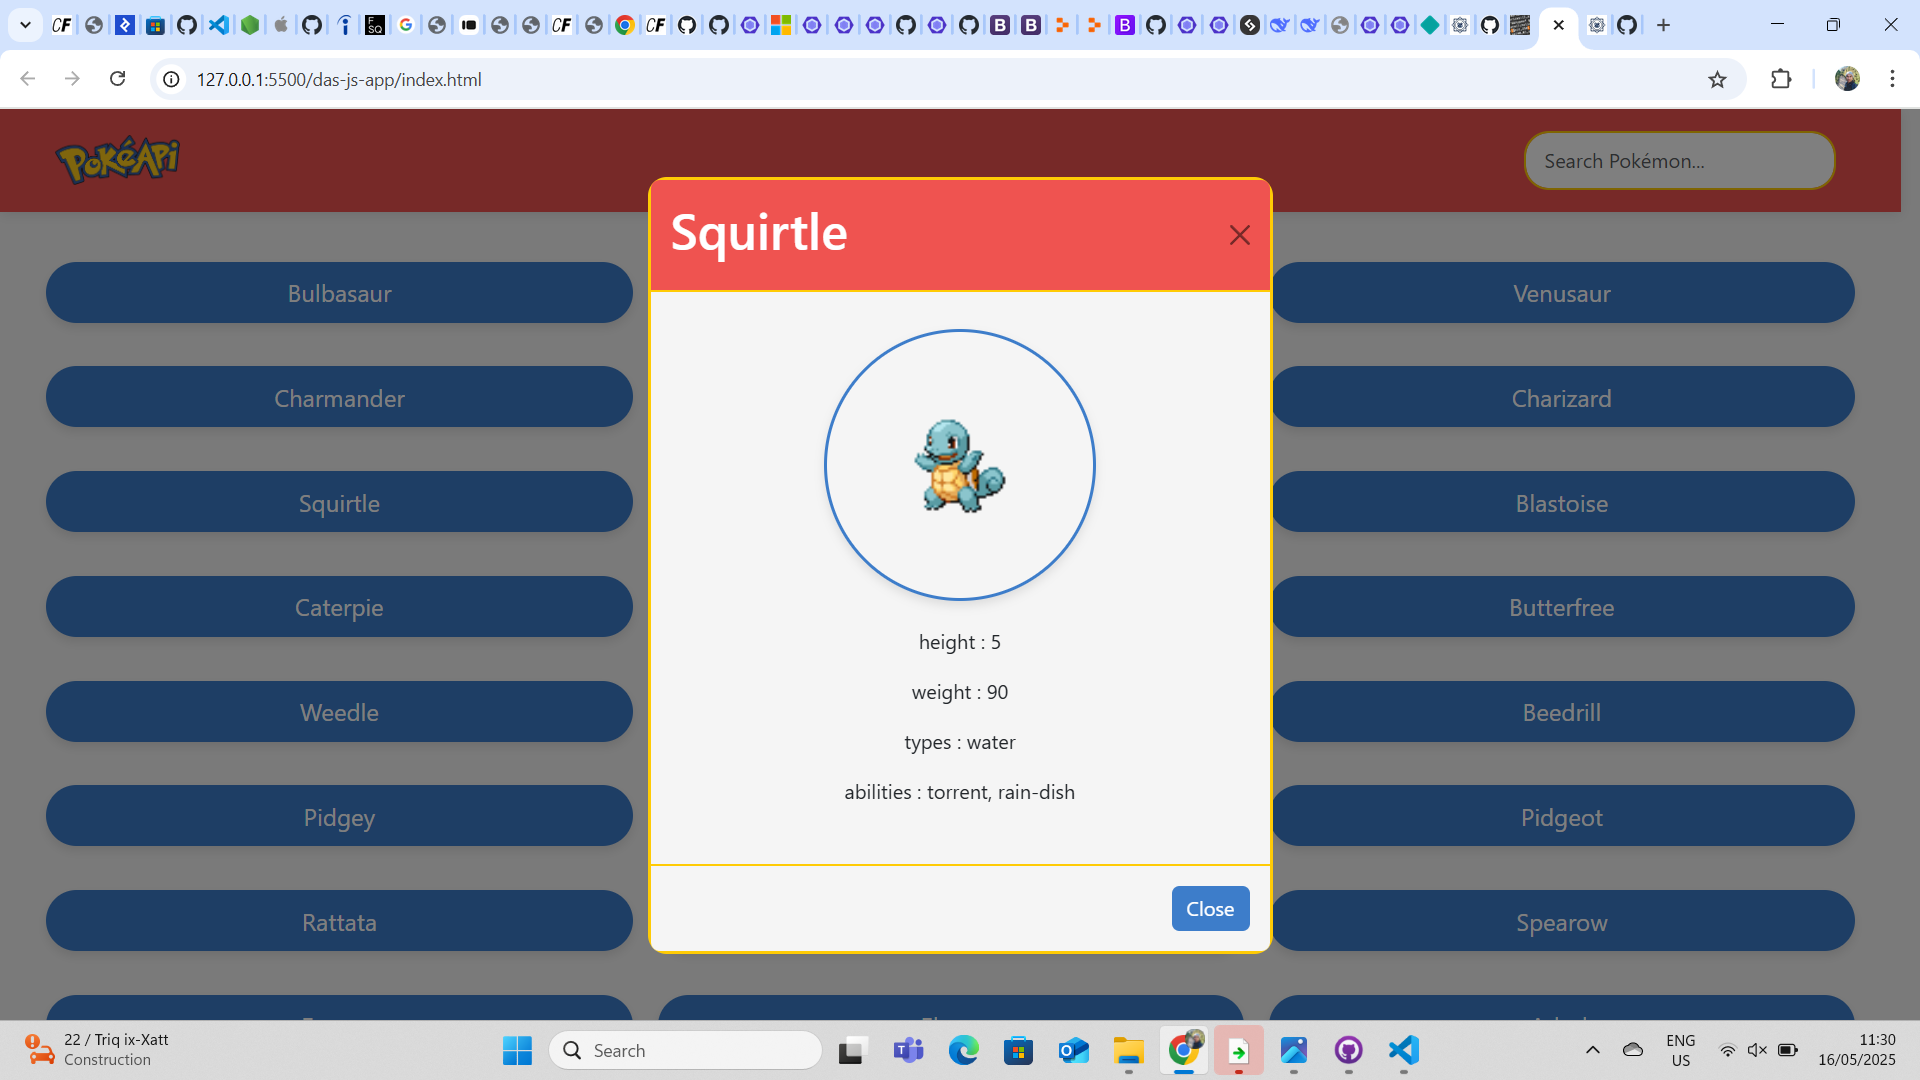 127.0.0.1:5500/das-js-app/index.html
PokéApi
Search Pokémon...
Squirtle
Bulbasaur
Venusaur
Charmander
Charizard
Squirtle
Blastoise
Caterpie
Butterfree
Weedle
Beedrill
Pidgey
Pidgeot
Rattata
Spearow
height : 5
weight : 90
types : water
abilities : torrent, rain-dish
Close
22 / Triq ix-Xatt
Construction
Search
ENG
US
11:30
16/05/2025